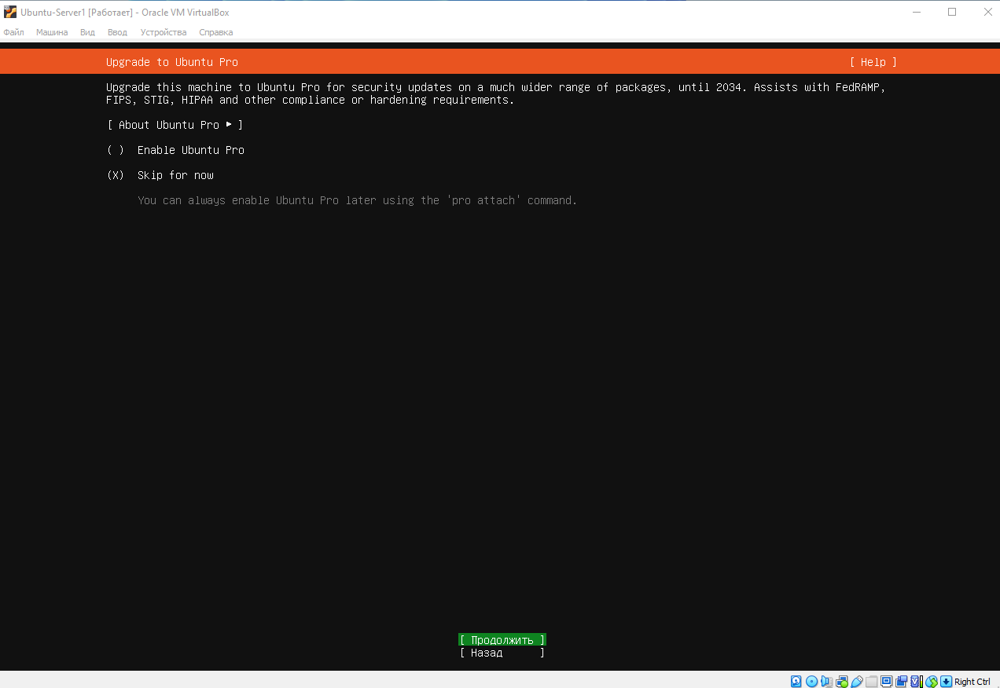 Ubuntu-Server1 [Работает] - Oracle VM VirtualBox
Файл Машина Вид Ввод Устройства Справка
Upgrade to Ubuntu Pro [ Help ]
Upgrade this machine to Ubuntu Pro for security updates on a much wider range of packages, until 2034. Assists with FedRAMP,
FIPS, STIG, HIPAA and other compliance or hardening requirements.
[ About Ubuntu Pro ▸ ]
( ) Enable Ubuntu Pro
(X) Skip for now
You can always enable Ubuntu Pro later using the 'pro attach' command.
[ Продолжить ]
[ Назад ]
Right Ctrl